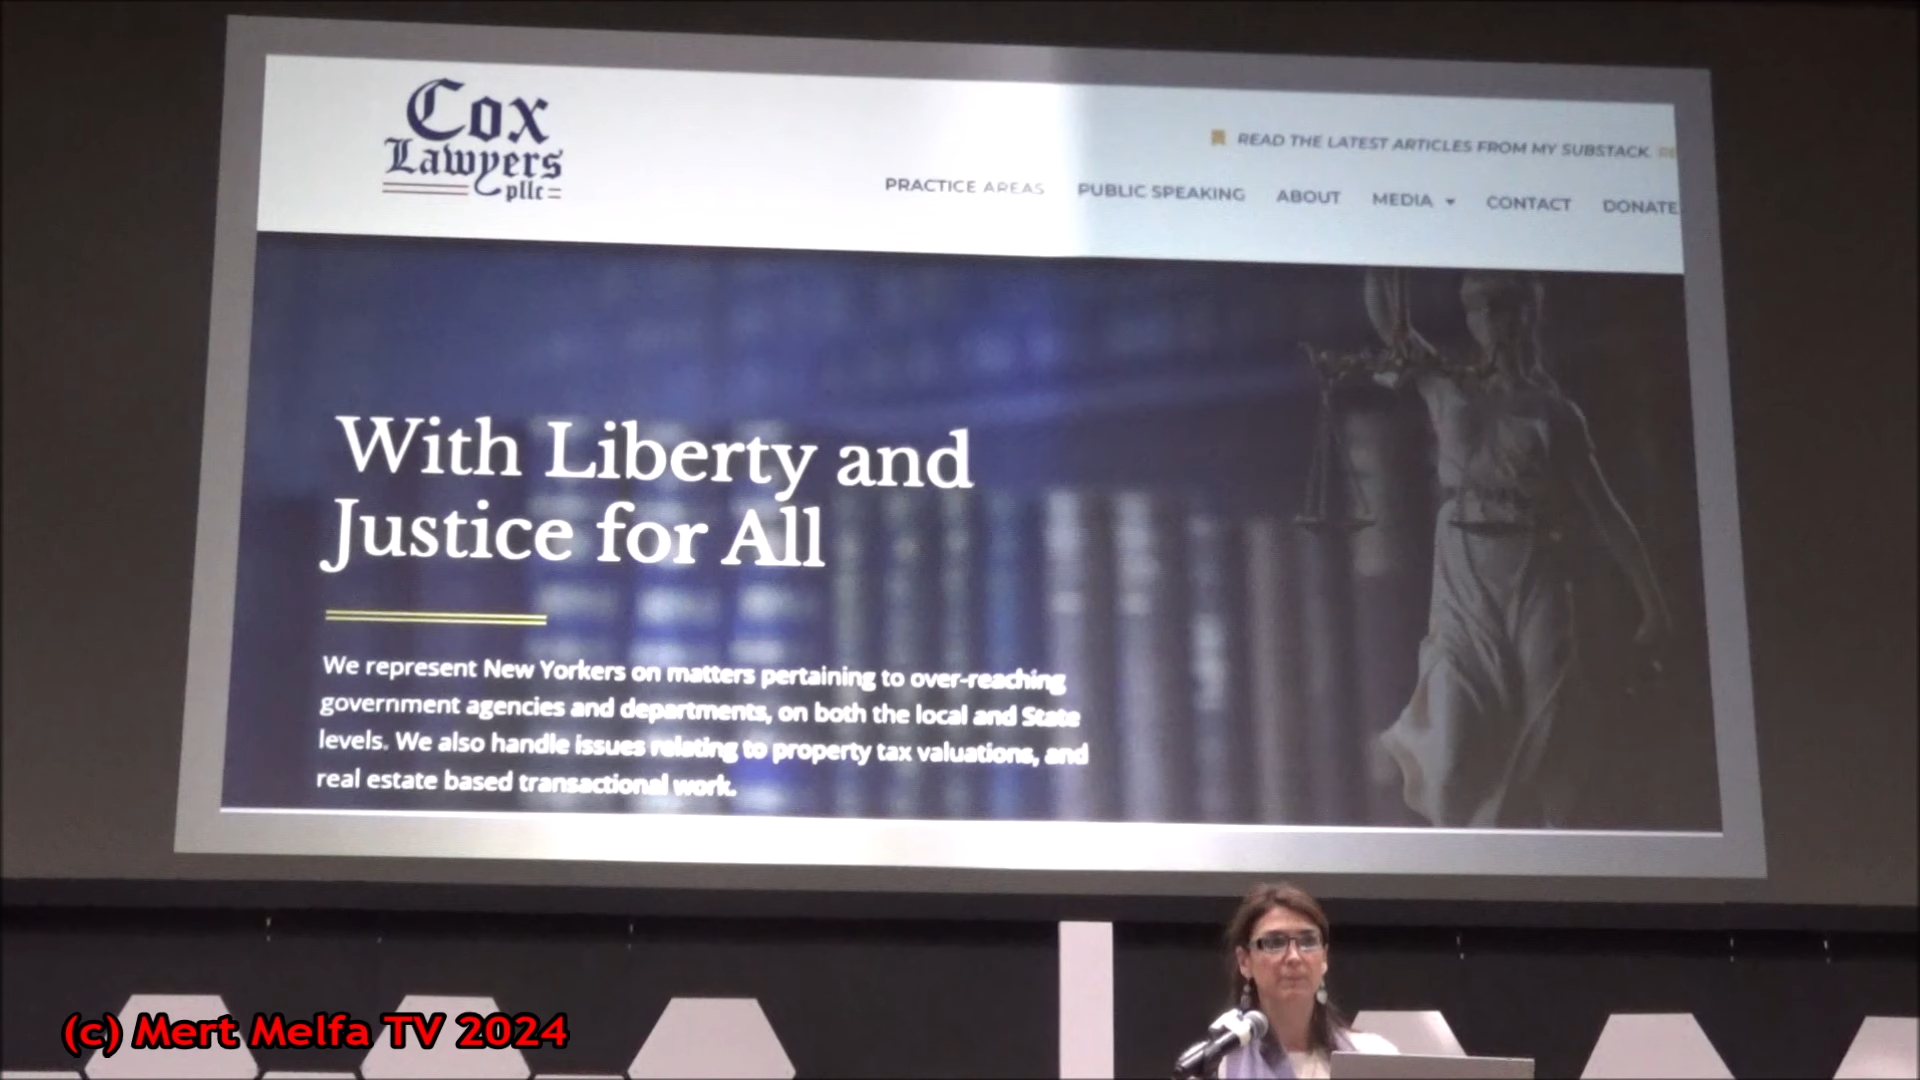 Cox
Lawyers
pllc
READ THE LATEST ARTICLES FROM MY SUBSTACK.
PRACTICE AREAS PUBLIC SPEAKING ABOUT MEDIA CONTACT DONATE
With Liberty and
Justice for All
We represent New Yorkers on matters pertaining to over-reaching
government agencies and departments, on both the local and State
levels. We also handle issues relating to property tax valuations, and
real estate based transactional work.
(c) Mert Melfa TV 2024